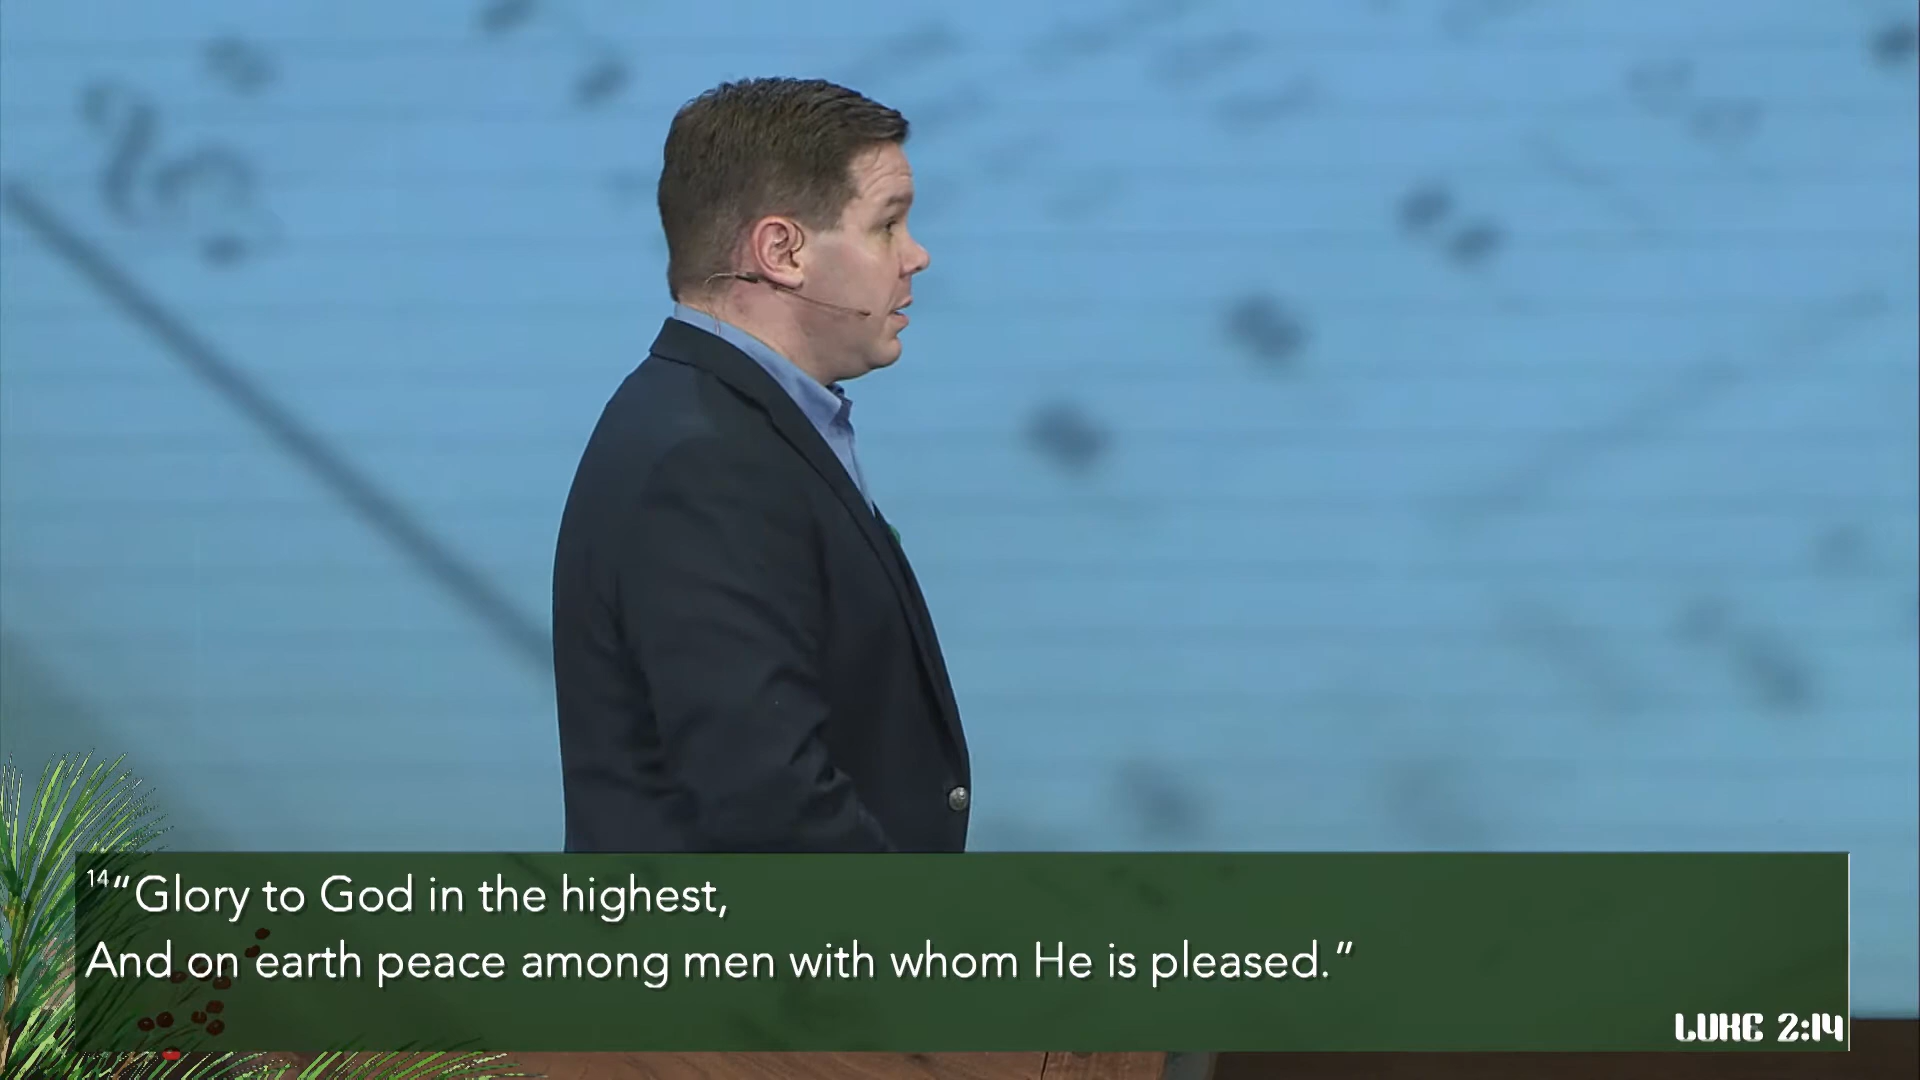 14“Glory to God in the highest,
And on earth peace among men with whom He is pleased.”
LUKE 2:14